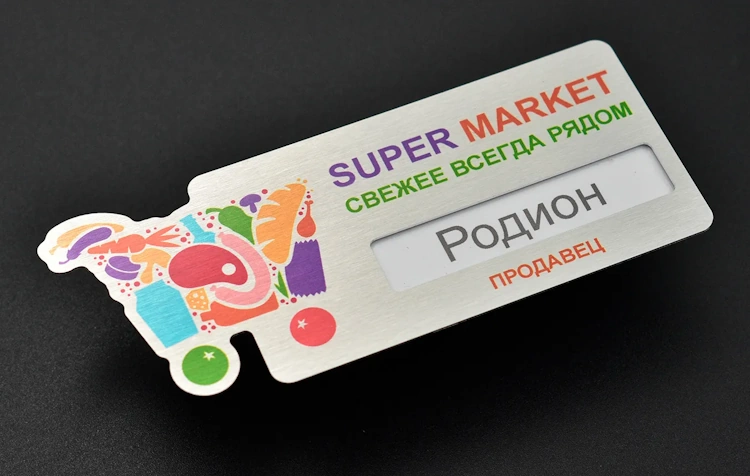 SUPER MARKET
СВЕЖЕЕ ВСЕГДА РЯДОМ
Родион
ПРОДАВЕЦ